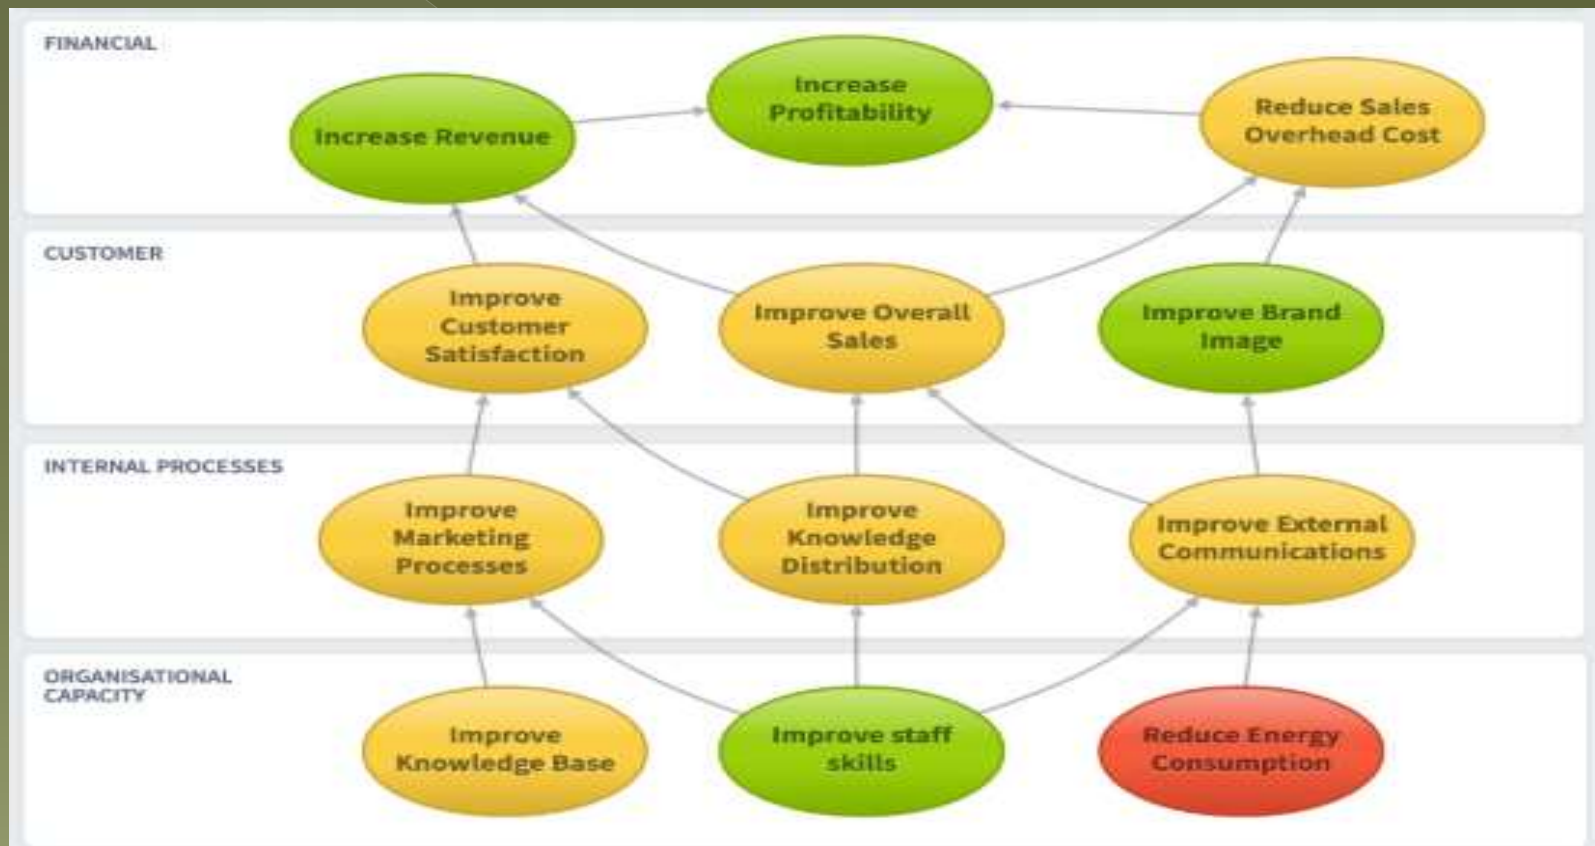 FINANCIAL
Increase Revenue
Increase
Profitability
Reduce Sales
Overhead Cost
CUSTOMER
Improve
Customer
Satisfaction
Improve Overall
Sales
Improve Brand
Image
INTERNAL PROCESSES
Improve
Marketing
Processes
Improve
Knowledge
Distribution
Improve External
Communications
ORGANISATIONAL
CAPACITY
Improve
Knowledge Base
Improve staff
skills
Reduce Energy
Consumption